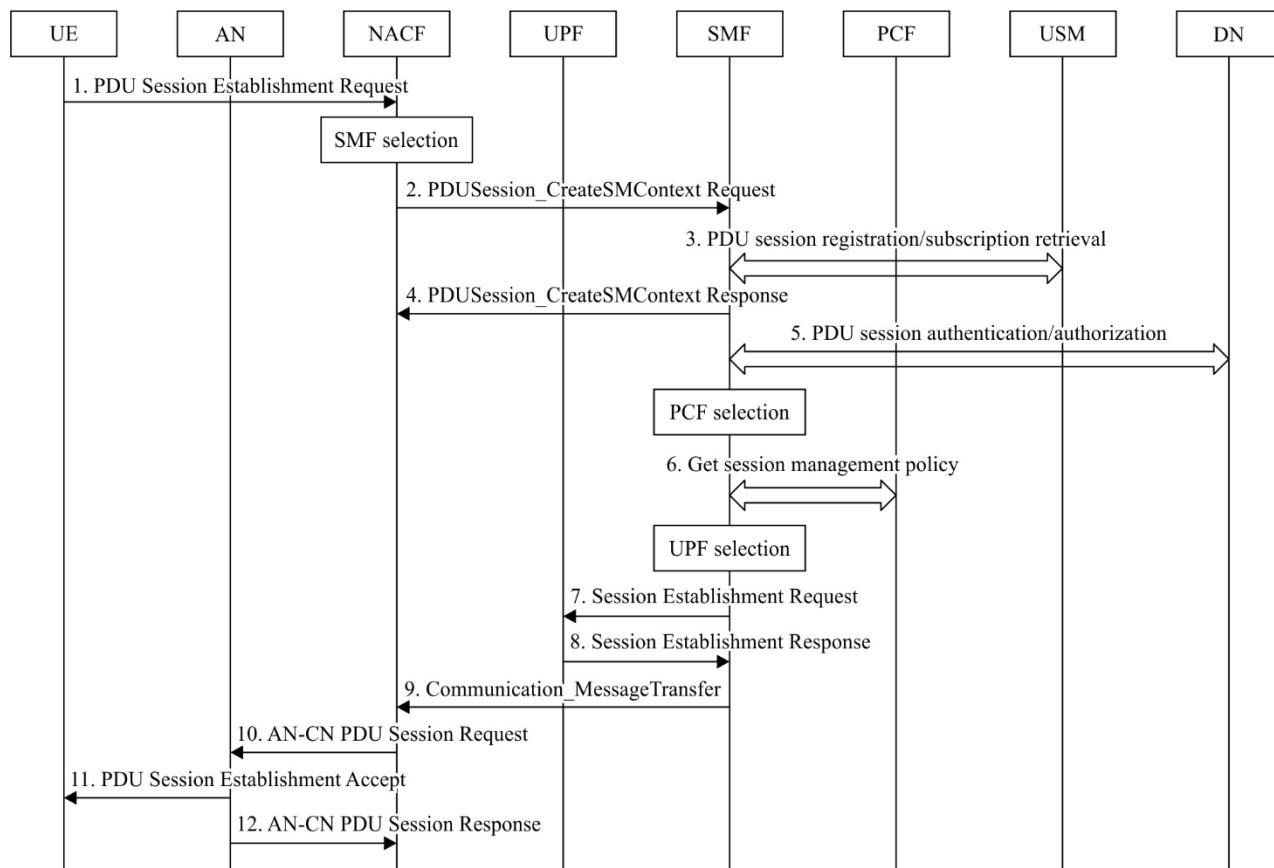 UE
AN
NACF
UPF
SMF
PCF
USM
DN
1. PDU Session Establishment Request
SMF selection
2. PDUSession_CreateSMContext Request
3. PDU session registration/subscription retrieval
4. PDUSession_CreateSMContext Response
5. PDU session authentication/authorization
PCF selection
6. Get session management policy
UPF selection
7. Session Establishment Request
8. Session Establishment Response
9. Communication_MessageTransfer
10. AN-CN PDU Session Request
11. PDU Session Establishment Accept
12. AN-CN PDU Session Response